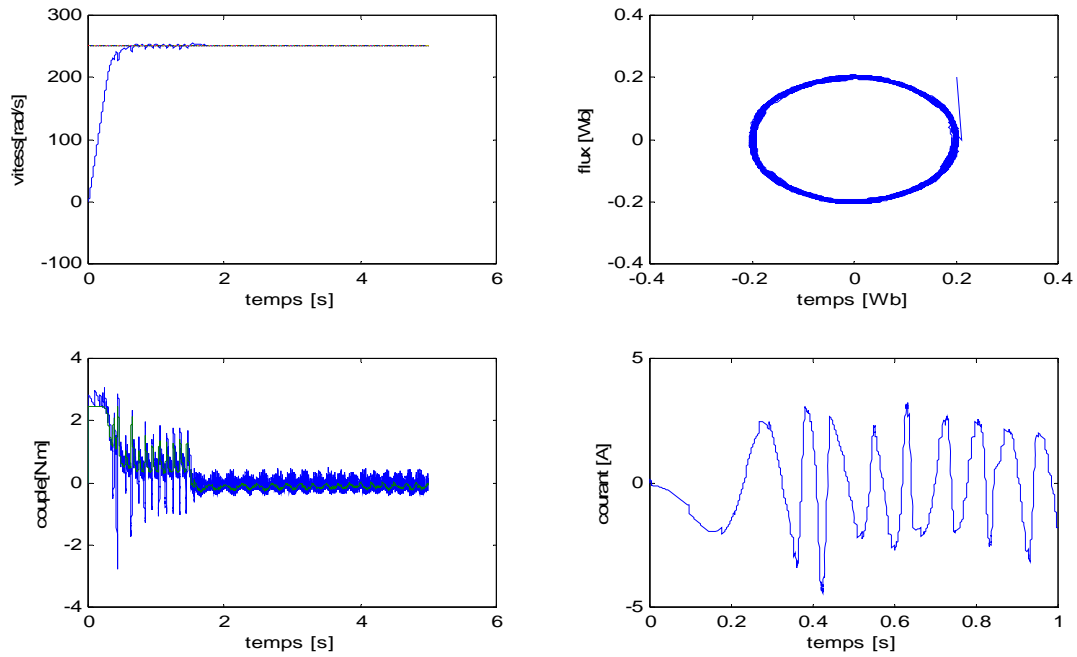 300
200
100
0
-100
vitess[rad/s]
0 2 4 6
temps [s]
0.4
0.2
0
-0.2
-0.4
flux [Wb]
-0.4 -0.2 0 0.2 0.4
temps [Wb]
4
2
0
-2
-4
couple[N.m]
0 2 4 6
temps [s]
5
0
-5
courant [A]
0 0.2 0.4 0.6 0.8 1
temps [s]